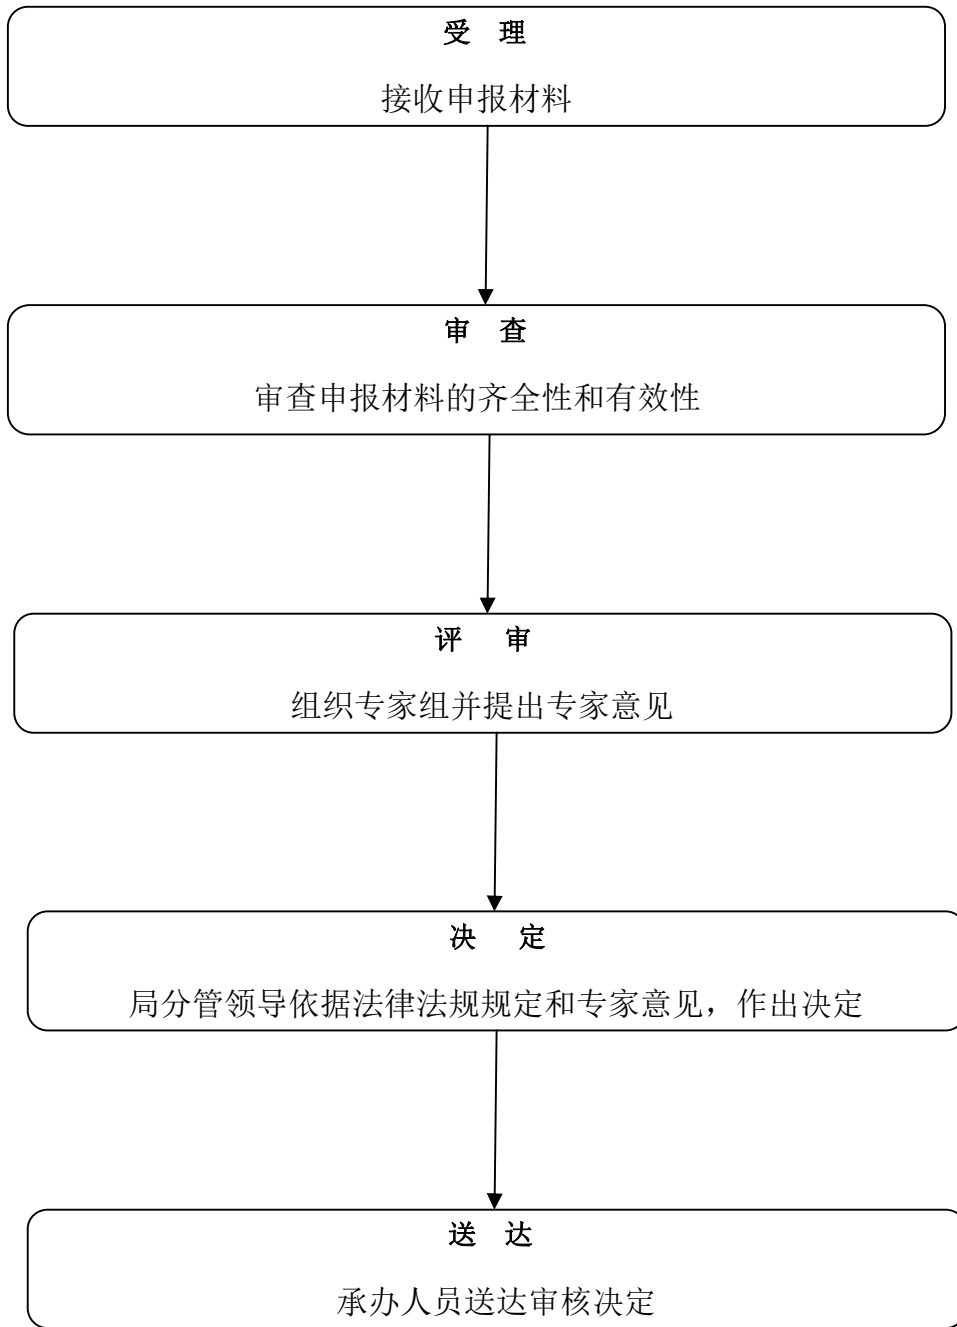 受 理
接收申报材料
审 查
审查申报材料的齐全性和有效性
评 审
组织专家组并提出专家意见
决 定
局分管领导依据法律法规规定和专家意见，作出决定
送 达
承办人员送达审核决定